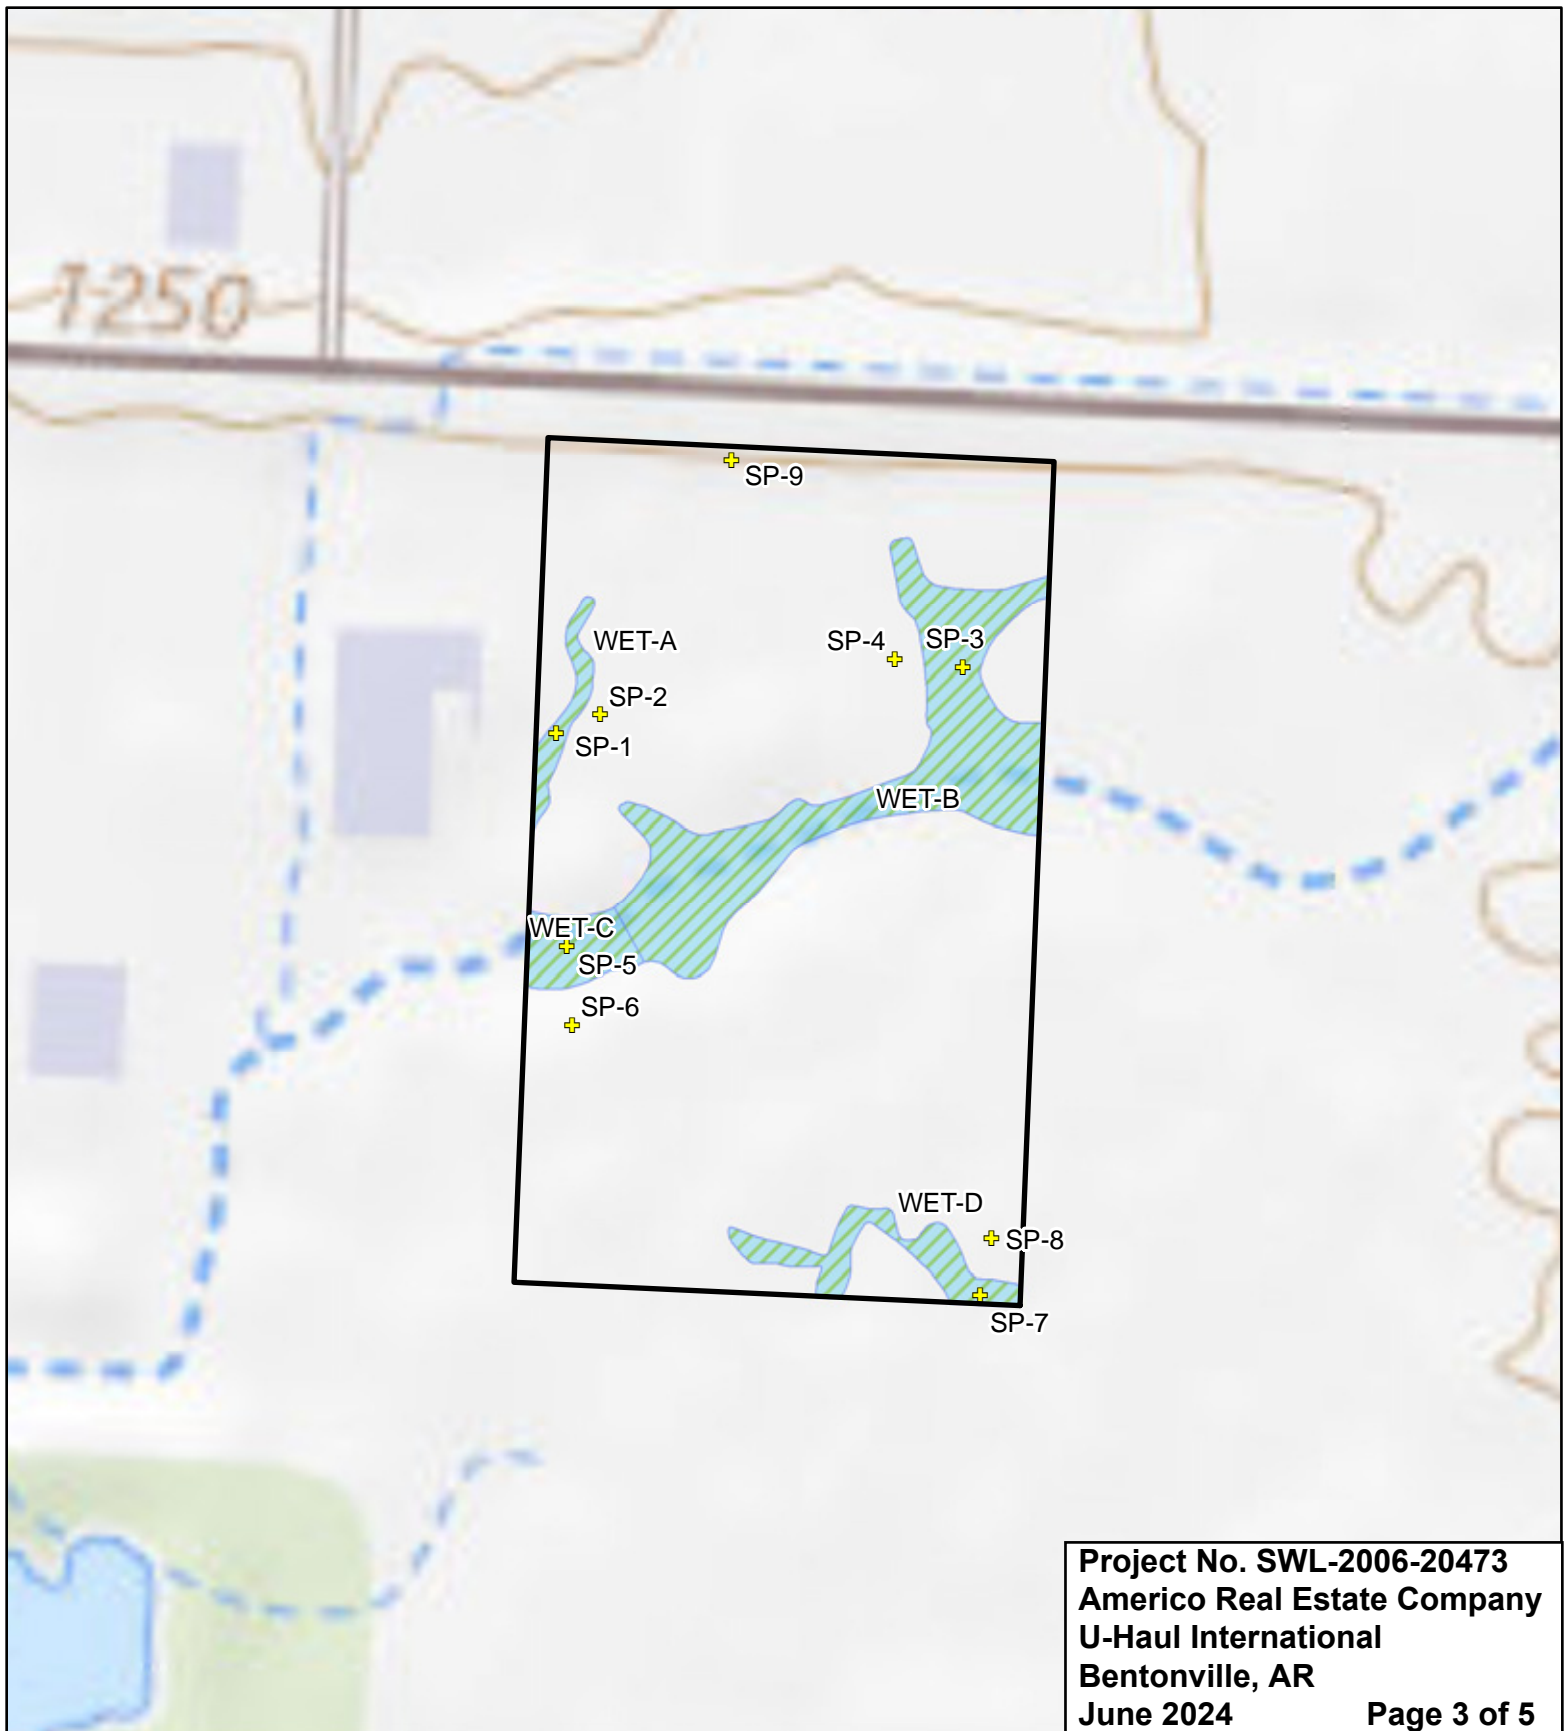 1250
SP-9
WET-A
SP-4
SP-3
SP-2
SP-1
WET-B
WET-C
SP-5
SP-6
WET-D
SP-8
SP-7
Project No. SWL-2006-20473
Americo Real Estate Company
U-Haul International
Bentonville, AR
June 2024 Page 3 of 5